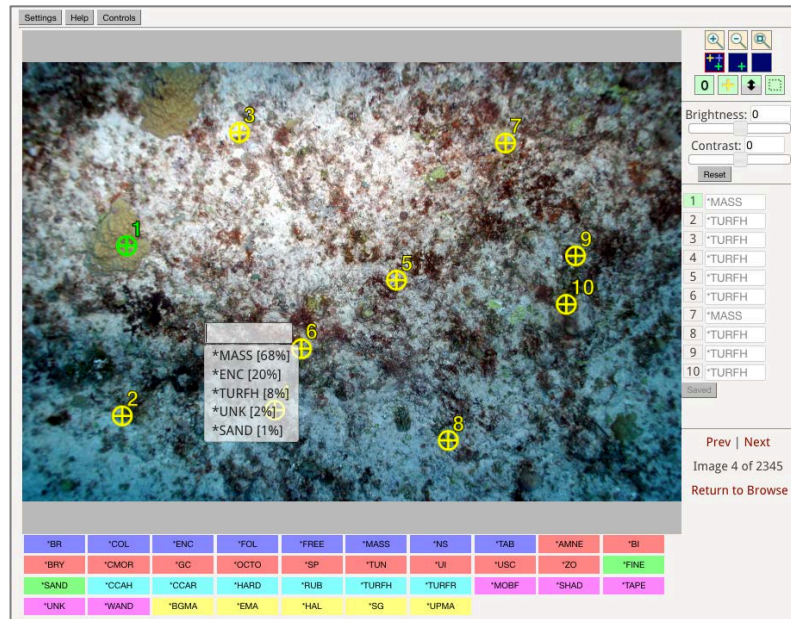 Settings Help Controls
0
Brightness: 0
Contrast: 0
Reset
1 *MASS
2 *TURFH
3 *TURFH
4 *TURFH
5 *TURFH
6 *TURFH
7 *MASS
8 *TURFH
9 *TURFH
10 *TURFH
Saved
Prev | Next
Image 4 of 2345
Return to Browse
3
7
1
9
5
10
6
*MASS [68%]
*ENC [20%]
*TURFH [8%]
*UNK [2%]
*SAND [1%]
2
8
*BR *COL *ENC *FOL *FREE *MASS *NS *TAB *AMNE *BI
*BRY *CMOR *GC *OCTO *SP *TUN *UI *USC *ZO *FINE
*SAND *CCAH *CCAR *HARD *RUB *TURFH *TURFR *MOBF *SHAD *TAPE
*UNK *WAND *BGMA *EMA *HAL *SG *UPMA